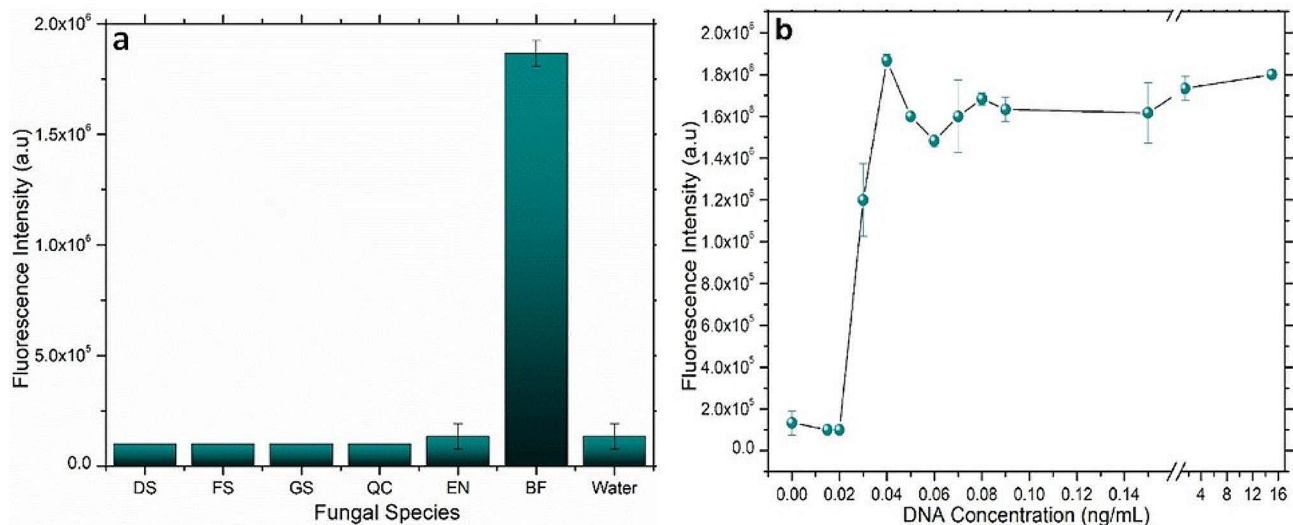 a
2.0x10⁶
1.5x10⁶
1.0x10⁶
5.0x10⁵
0.0
Fluorescence Intensity (a.u)
DS FS GS QC EN BF Water
Fungal Species
b
2.0x10⁶
1.8x10⁶
1.6x10⁶
1.4x10⁶
1.2x10⁶
1.0x10⁶
8.0x10⁵
6.0x10⁵
4.0x10⁵
2.0x10⁵
0.0
Fluorescence Intensity (a.u)
0.00 0.02 0.04 0.06 0.08 0.10 0.12 0.14 4 8 12 16
DNA Concentration (ng/mL)